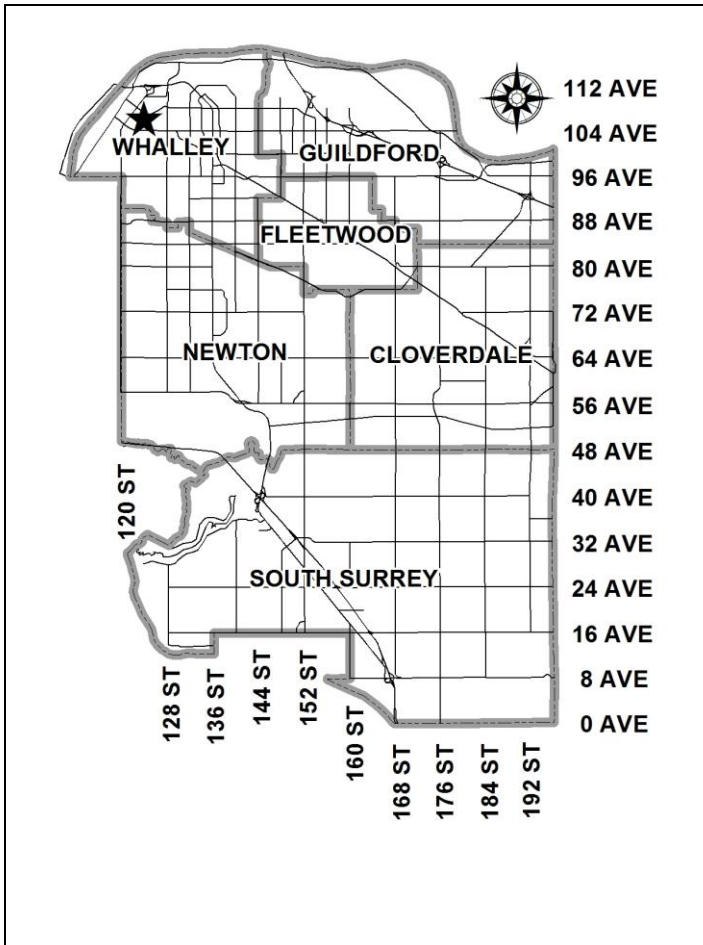 112 AVE
104 AVE
WHALLEY
GUILDFORD
96 AVE
88 AVE
FLEETWOOD
80 AVE
72 AVE
NEWTON
CLOVERDALE
64 AVE
56 AVE
48 AVE
120 ST
40 AVE
32 AVE
SOUTH SURREY
24 AVE
16 AVE
8 AVE
0 AVE
128 ST
136 ST
144 ST
152 ST
160 ST
168 ST
176 ST
184 ST
192 ST